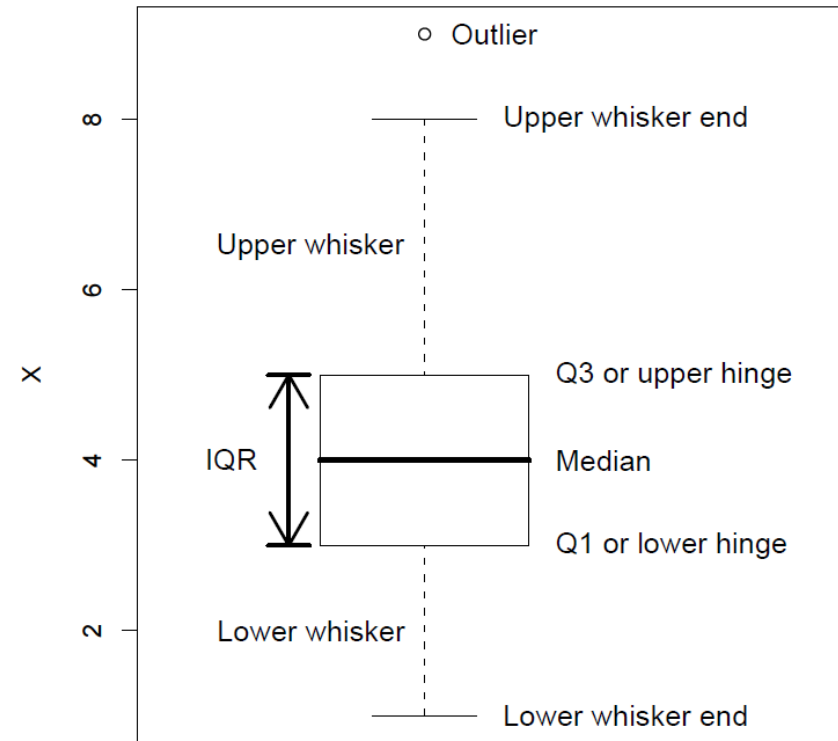 Outlier
8
Upper whisker end
Upper whisker
6
X
Q3 or upper hinge
IQR
4
Median
Q1 or lower hinge
2
Lower whisker
Lower whisker end